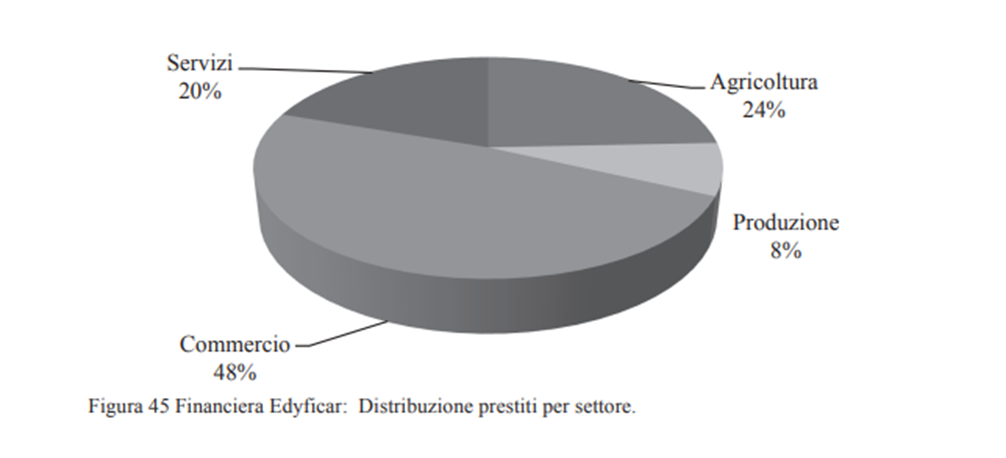 Servizi
20%
Agricoltura
24%
Produzione
8%
Commercio
48%
Figura 45 Financiera Edyficar: Distribuzione prestiti per settore.